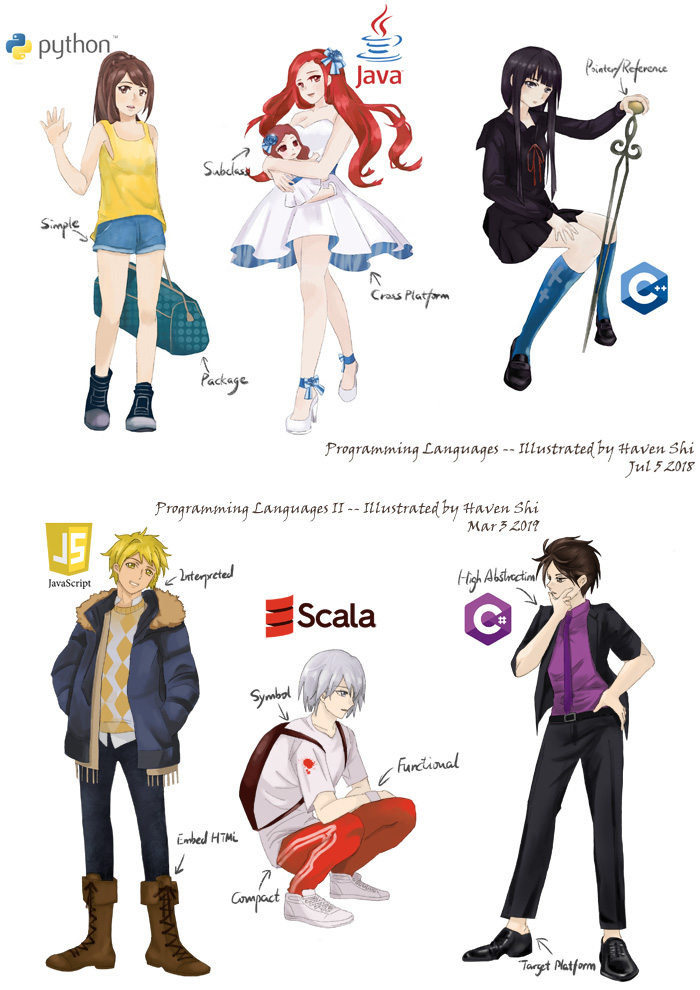 python™
Java
Simple
Package
Subclass
Cross Platform
Pointer/Reference
C++
Programming Languages -- Illustrated by Haven Shi
Jul 5 2018
Programming Languages II -- Illustrated by Haven Shi
Mar 3 2019
JS
JavaScript
Interpreted
Embed HTML
Scala
Symbol
Functional
Compact
C#
High Abstraction
Target Platform